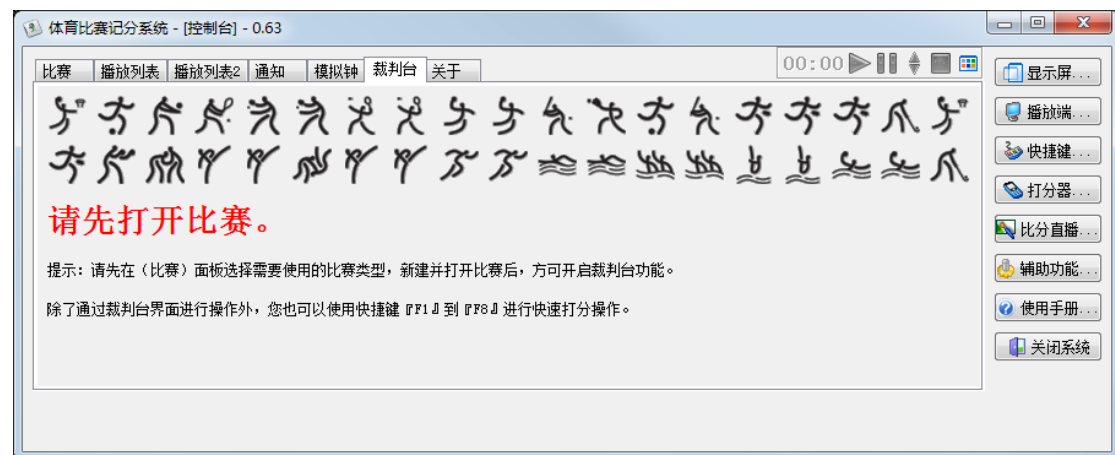 体育比赛记分系统 - [控制台] - 0.63
比赛 播放列表 播放列表2 通知 模拟钟 裁判台 关于 00:00
显示屏...
播放端...
快捷键...
打分器...
比分直播...
辅助功能...
使用手册...
关闭系统
请先打开比赛。
提示：请先在（比赛）面板选择需要使用的比赛类型，新建并打开比赛后，方可开启裁判台功能。
除了通过裁判台界面进行操作外，您也可以使用快捷键『F1』到『F8』进行快速打分操作。